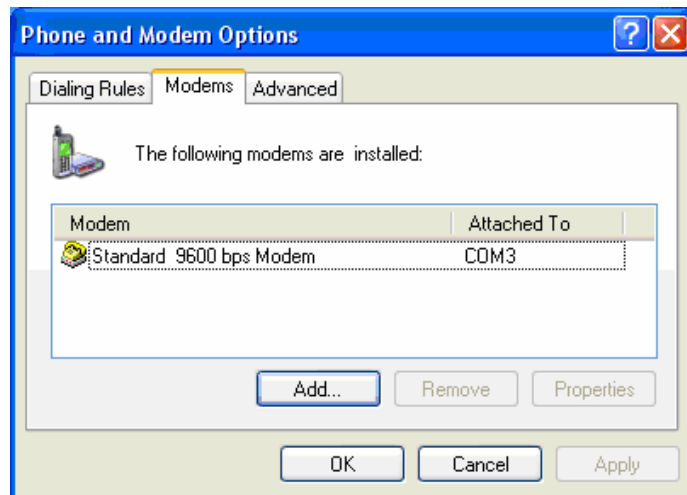 Phone and Modem Options
Dialing Rules Modems Advanced
The following modems are installed:
Modem Attached To
Standard 9600 bps Modem COM3
Add... Remove Properties
OK Cancel Apply